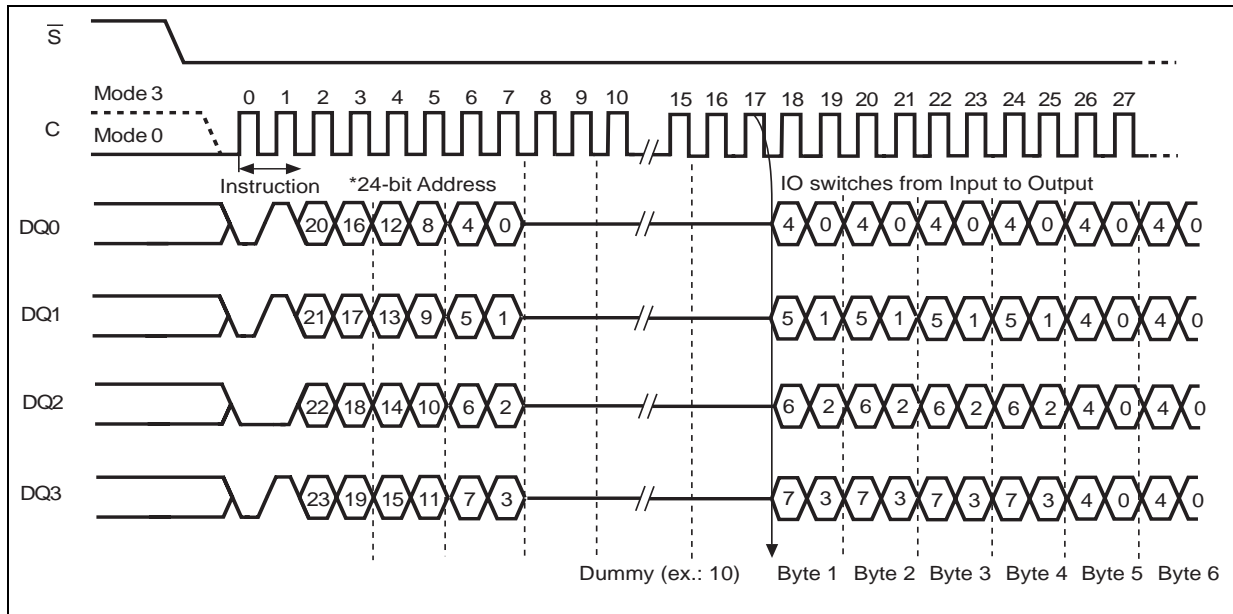 S
Mode 3
0 1 2 3 4 5 6 7 8 9 10 15 16 17 18 19 20 21 22 23 24 25 26 27
C
Mode 0
Instruction *24-bit Address IO switches from Input to Output
DQ0 20 16 12 8 4 0 4 0 4 0 4 0 4 0 4 0 4 0
DQ1 21 17 13 9 5 1 5 1 5 1 5 1 5 1 4 0 4 0
DQ2 22 18 14 10 6 2 6 2 6 2 6 2 6 2 4 0 4 0
DQ3 23 19 15 11 7 3 7 3 7 3 7 3 7 3 4 0 4 0
Dummy (ex.: 10) Byte 1 Byte 2 Byte 3 Byte 4 Byte 5 Byte 6